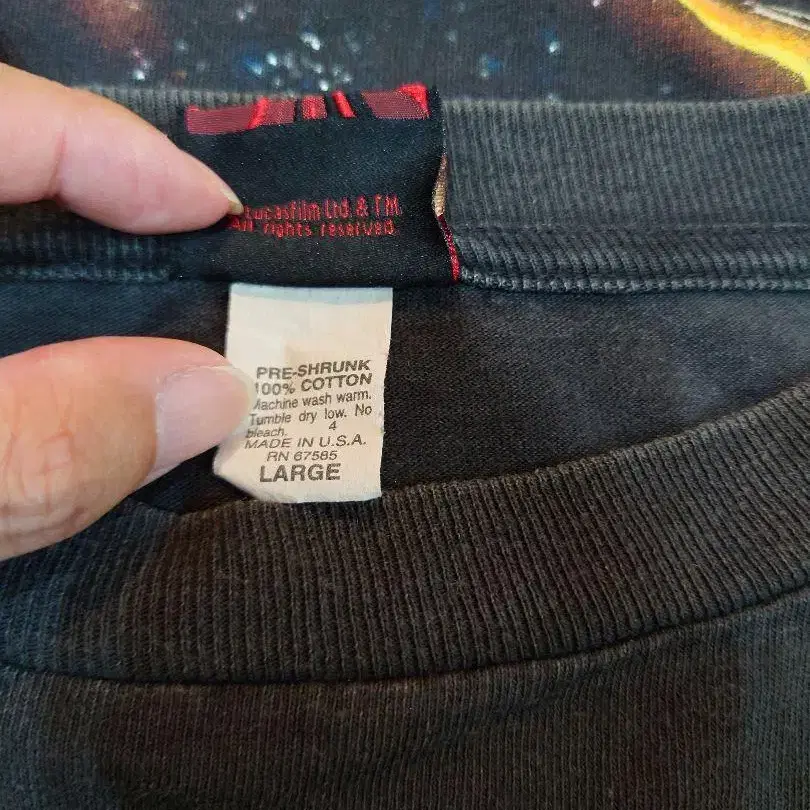 Lucasfilm Ltd. & TM.
All rights reserved.
PRE-SHRUNK
100% COTTON
Machine wash warm.
Tumble dry low. No
bleach. 4
MADE IN U.S.A.
RN 67585
LARGE